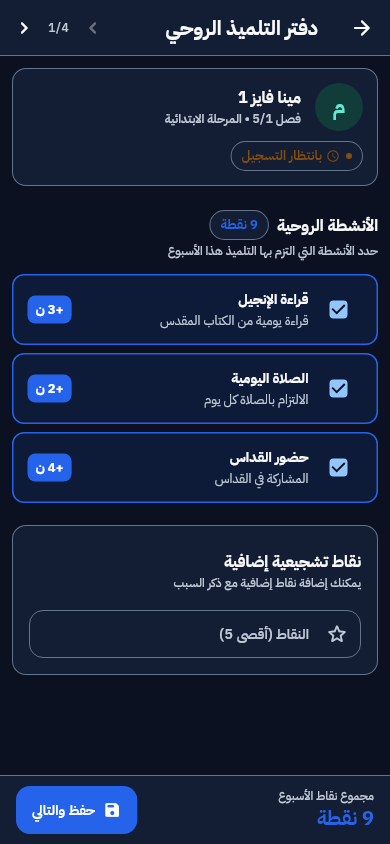 دفتر التلميذ الروحي
1/4
م
مينا فايز 1
فصل 5/1 • المرحلة الابتدائية
بانتظار التسجيل
الأنشطة الروحية
9 نقطة
حدد الأنشطة التي التزم بها التلميذ هذا الأسبوع
قراءة الإنجيل
قراءة يومية من الكتاب المقدس
+3 ن
الصلاة اليومية
الالتزام بالصلاة كل يوم
+2 ن
حضور القداس
المشاركة في القداس
+4 ن
نقاط تشجيعية إضافية
يمكنك إضافة نقاط إضافية مع ذكر السبب
النقاط (أقصى 5)
مجموع نقاط الأسبوع
9 نقطة
حفظ والتالي